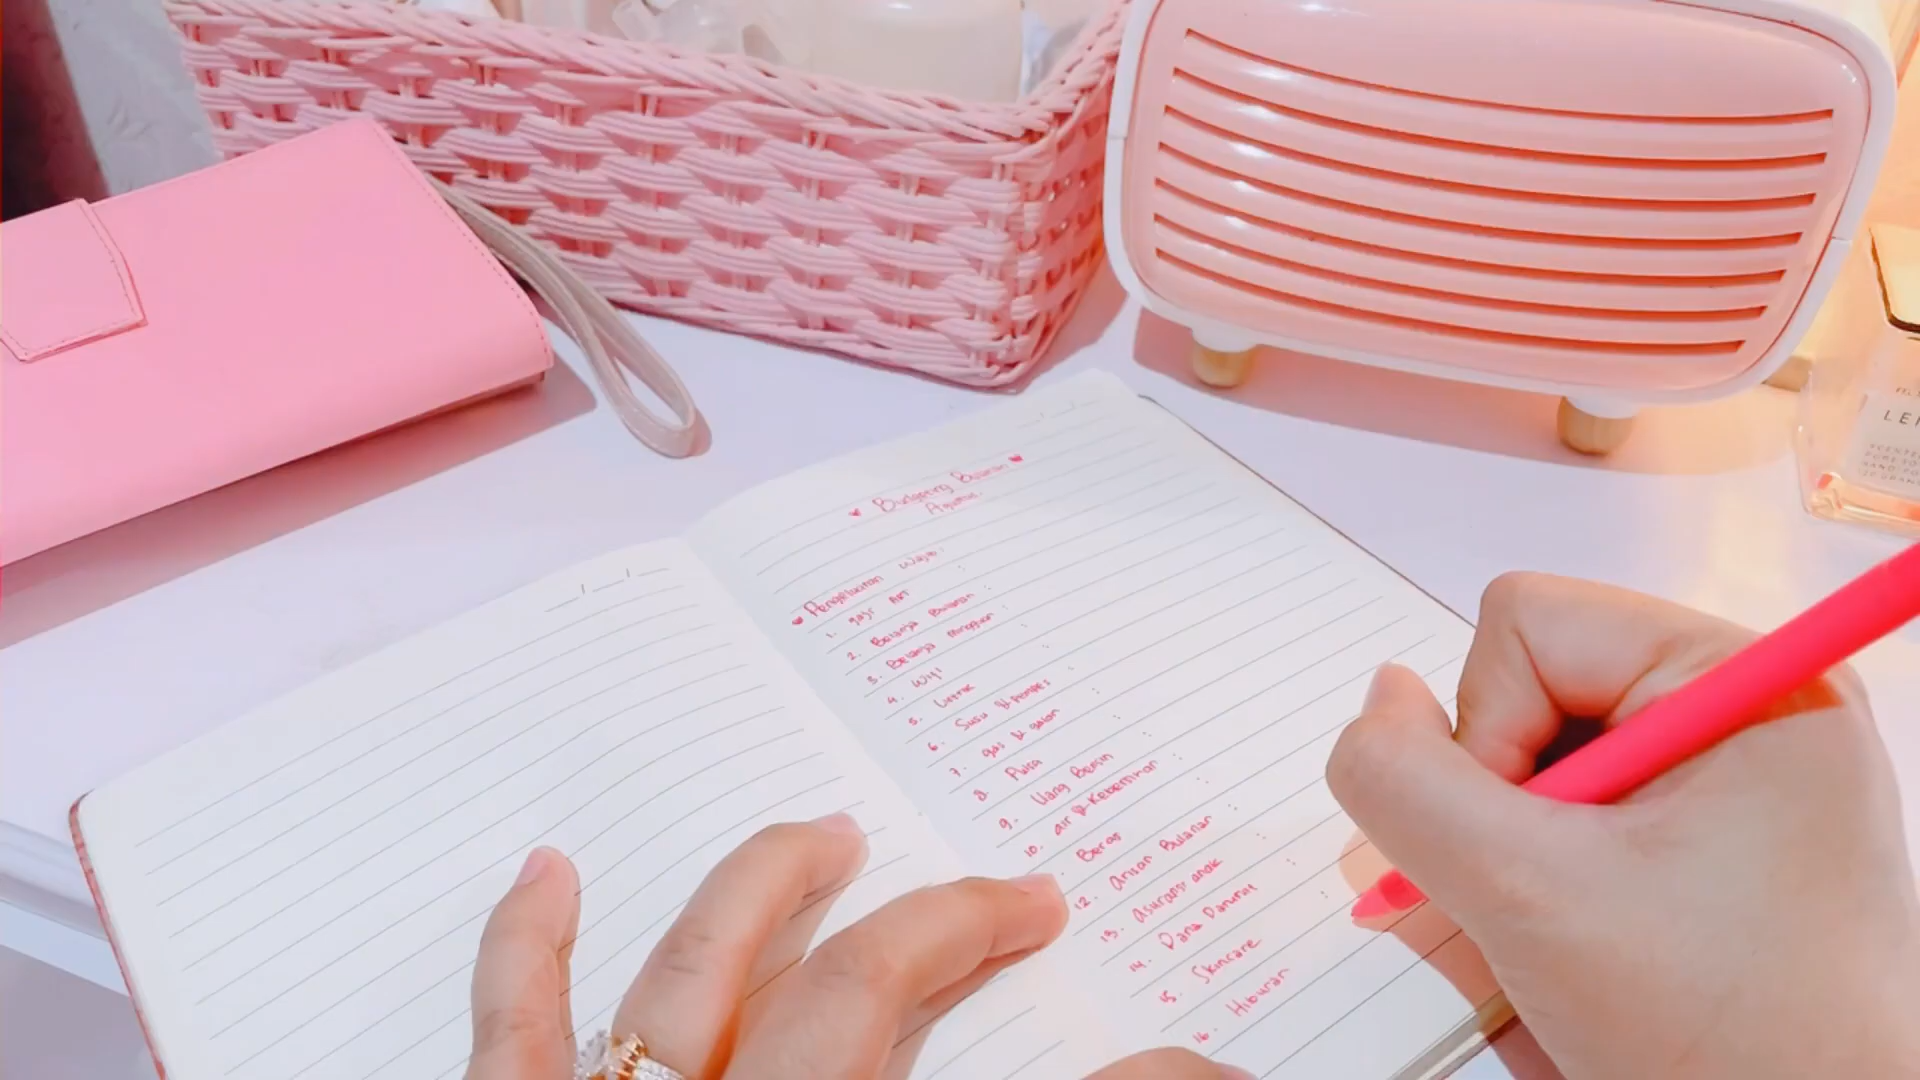 Budgeting Bulanan
Agustus
Pengeluaran Wajib :
1. gaji ART :
2. Belanja Bulanan :
3. Belanja mingguan :
4. Wifi :
5. Listrik :
6. Susu & Pempes :
7. gas & galon :
8. Pulsa :
9. Uang Bensin :
10. air & Kebersihan :
Beras :
12. Arisan Bulanan :
13. Asuransi anak :
14. Dana Darurat :
15. Skincare
16. Hiburan